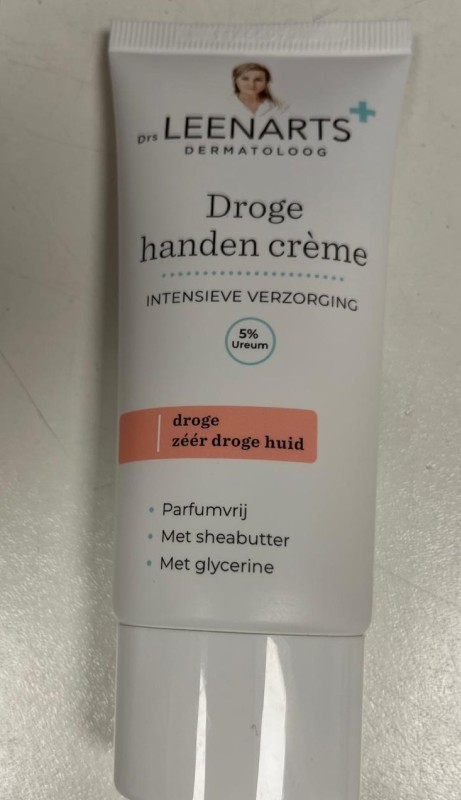 Drs LEENARTS
DERMATOLOOG
Droge
handen crème
INTENSIEVE VERZORGING
5%
Ureum
droge
zéér droge huid
• Parfumvrij
• Met sheabutter
• Met glycerine